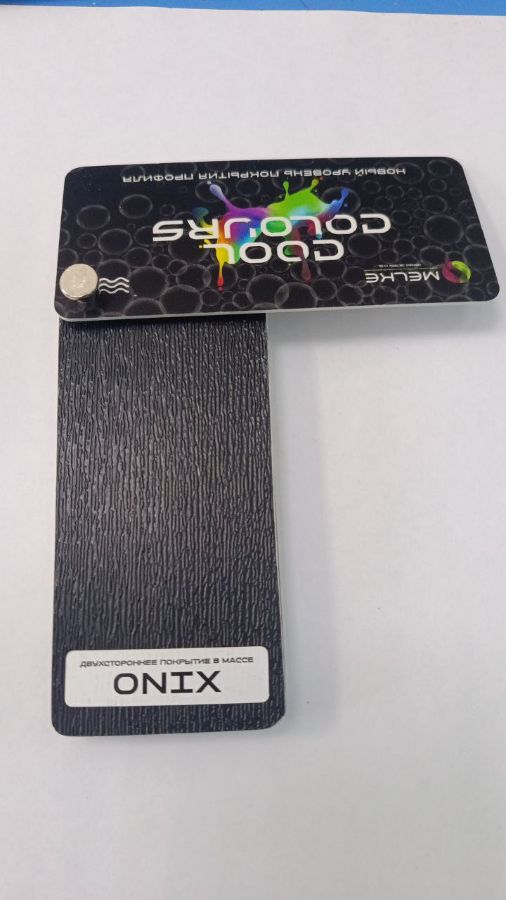 НОВЫЙ УРОВЕНЬ ПОКРЫТИЯ ПРОФИЛЯ
COOL
COLOURS
MELKE
ДВУХСТОРОННЕЕ ПОКРЫТИЕ В МАССЕ
ONIX